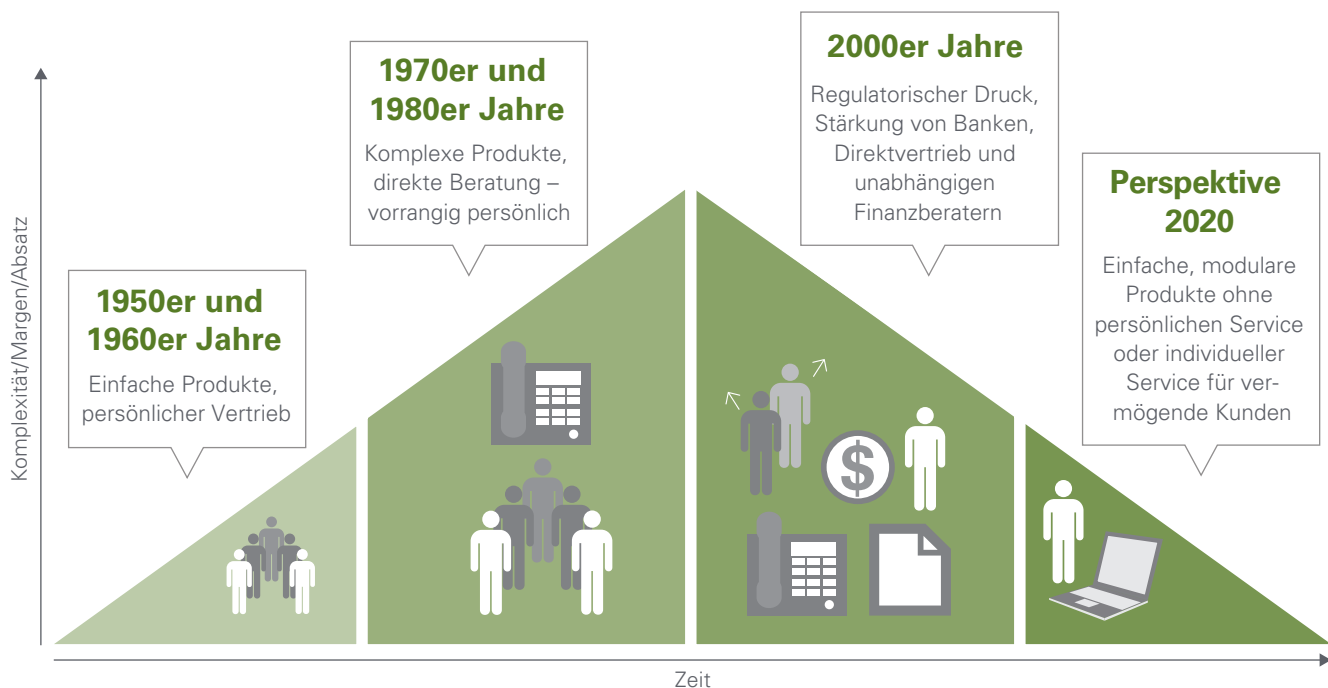 Komplexität/Margen/Absatz
1950er und
1960er Jahre
Einfache Produkte,
persönlicher Vertrieb
1970er und
1980er Jahre
Komplexe Produkte,
direkte Beratung –
vorrangig persönlich
2000er Jahre
Regulatorischer Druck,
Stärkung von Banken,
Direktvertrieb und
unabhängigen
Finanzberatern
Perspektive
2020
Einfache, modulare
Produkte ohne
persönlichen Service
oder individueller
Service für ver-
mögende Kunden
$
Zeit